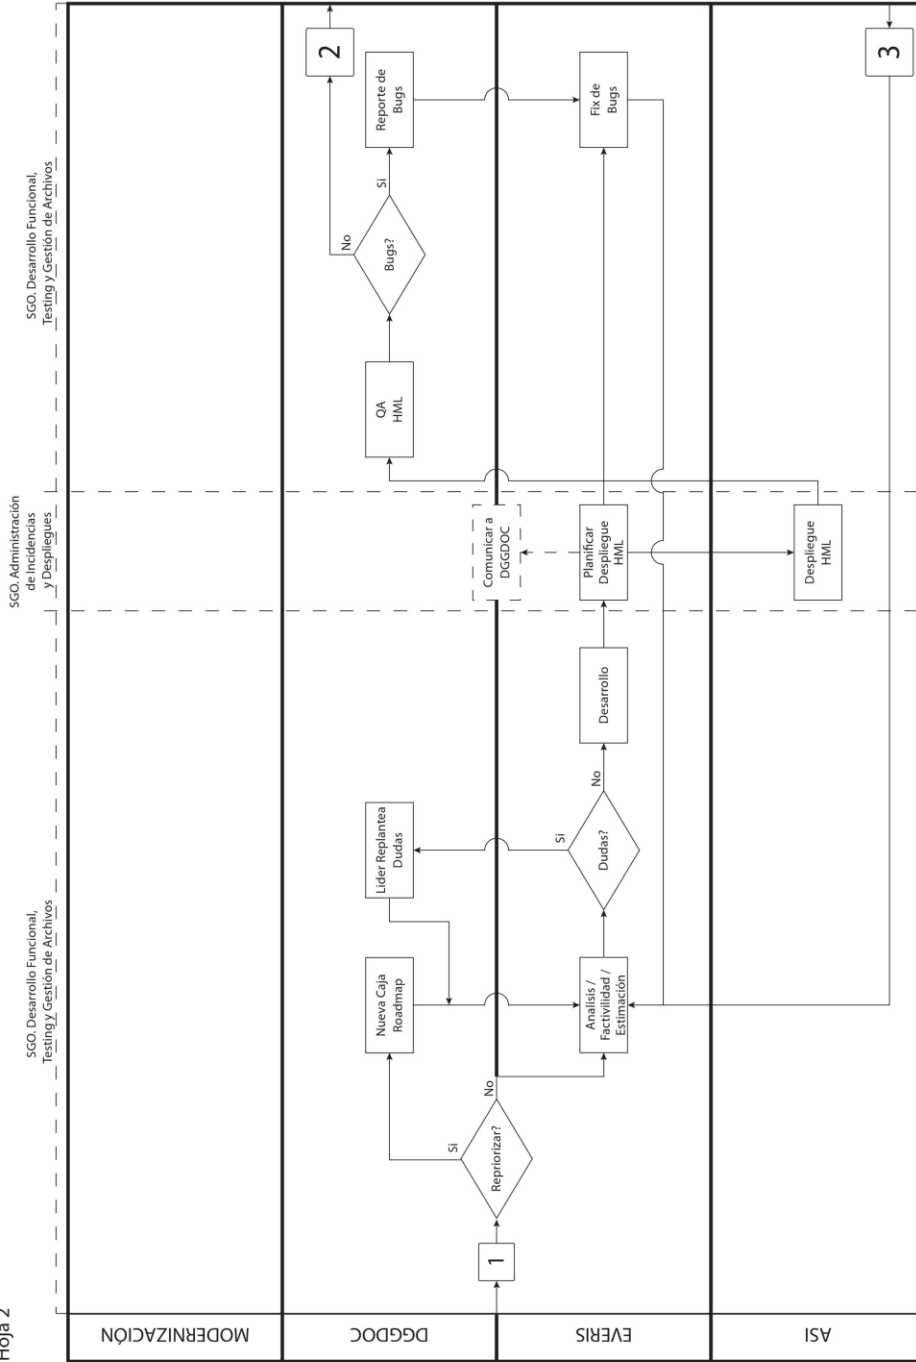 Hoja 2
SGO. Desarrollo Funcional,
Testing y Gestión de Archivos
SGO. Administración
de Incidencias
y Despliegues
SGO. Desarrollo Funcional,
Testing y Gestión de Archivos
MODERNIZACIÓN
DGGDOC
Nueva Caja
Roadmap
Lider Replantea
Dudas
QA
HML
Bugs?
No
Si
Reporte de
Bugs
2
1
Repriorizar?
Si
No
Comunicar a
DGGDOC
EVERIS
Analisis /
Factivilidad /
Estimación
Dudas?
Si
No
Desarrollo
Planificar
Despliegue
HML
Fix de
Bugs
ASI
Despliegue
HML
3